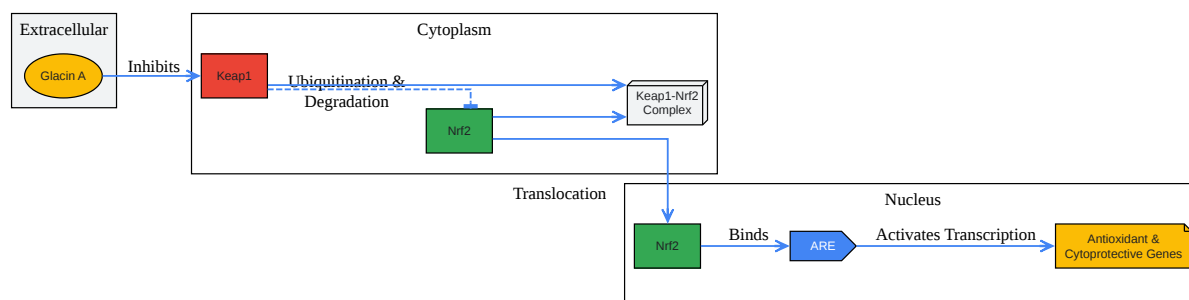 Extracellular
Cytoplasm
Glacin A
Inhibits
Keap1
Ubiquitination &
Degradation
Keap1-Nrf2
Complex
Nrf2
Translocation
Nucleus
Nrf2
Binds
ARE
Activates Transcription
Antioxidant &
Cytoprotective Genes